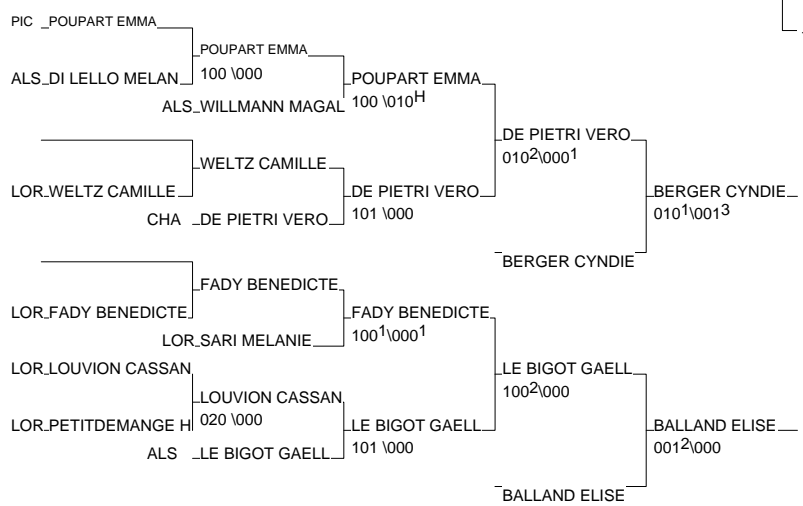 PIC POUPART EMMA
POUPART EMMA
100 \000
ALS DI LELLO MELAN
POUPART EMMA
100 \010H
ALS WILLMANN MAGAL
DE PIETRI VERO
0102\0001
WELTZ CAMILLE
LOR WELTZ CAMILLE
DE PIETRI VERO
101 \000
BERGER CYNDIE
0101\0013
CHA DE PIETRI VERO
BERGER CYNDIE
FADY BENEDICTE
LOR FADY BENEDICTE
FADY BENEDICTE
1001\0001
LOR SARI MELANIE
LOR LOUVION CASSAN
LE BIGOT GAELL
1002\000
LOUVION CASSAN
020 \000
LOR PETITDEMANGE H
LE BIGOT GAELL
101 \000
BALLAND ELISE
0012\000
ALS LE BIGOT GAELL
BALLAND ELISE